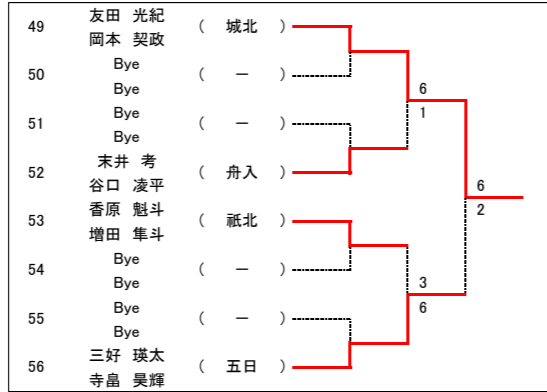 友田 光紀
49 ( 城北 )
岡本 契政
Bye
50 ( ー )
Bye
6
1
Bye
51 ( ー )
Bye
末井 考
52 ( 舟入 )
谷口 凌平
6
2
香原 魁斗
53 ( 祇北 )
増田 隼斗
Bye
54 ( ー )
Bye
3
6
Bye
55 ( ー )
Bye
三好 瑛太
56 ( 五日 )
寺畠 昊輝